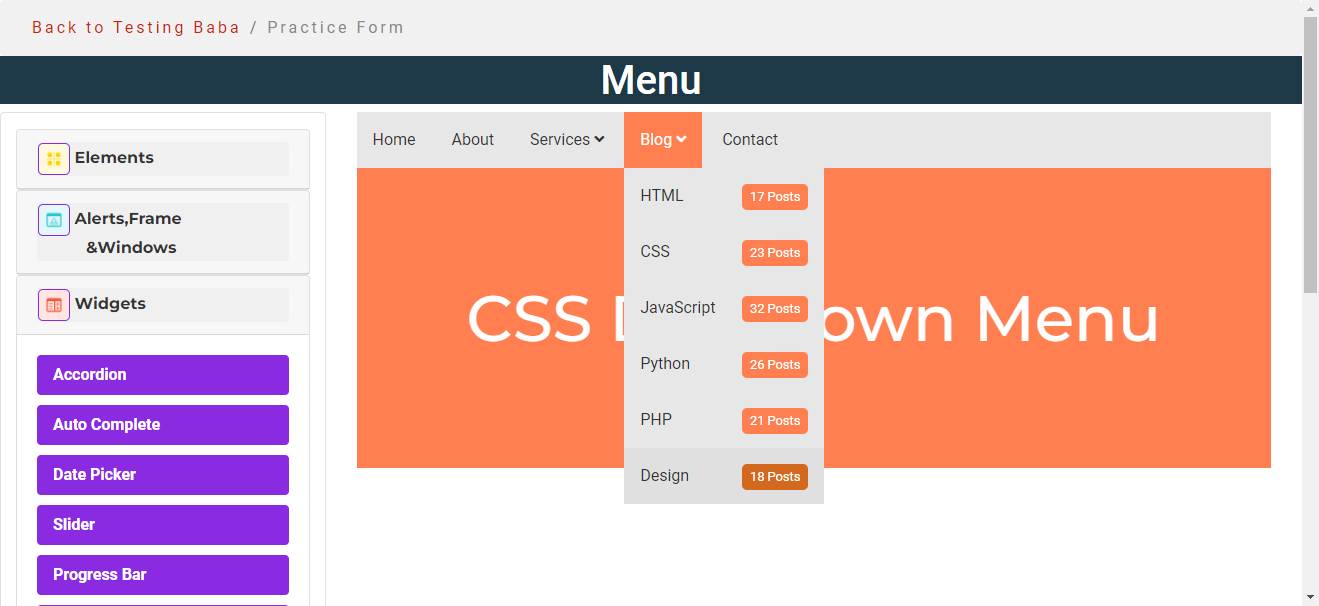 Back to Testing Baba / Practice Form
Menu
Elements
Alerts,Frame
&Windows
Widgets
Accordion
Auto Complete
Date Picker
Slider
Progress Bar
Home About Services Blog Contact
HTML 17 Posts
CSS 23 Posts
JavaScript 32 Posts
Python 26 Posts
PHP 21 Posts
Design 18 Posts
CSS own Menu